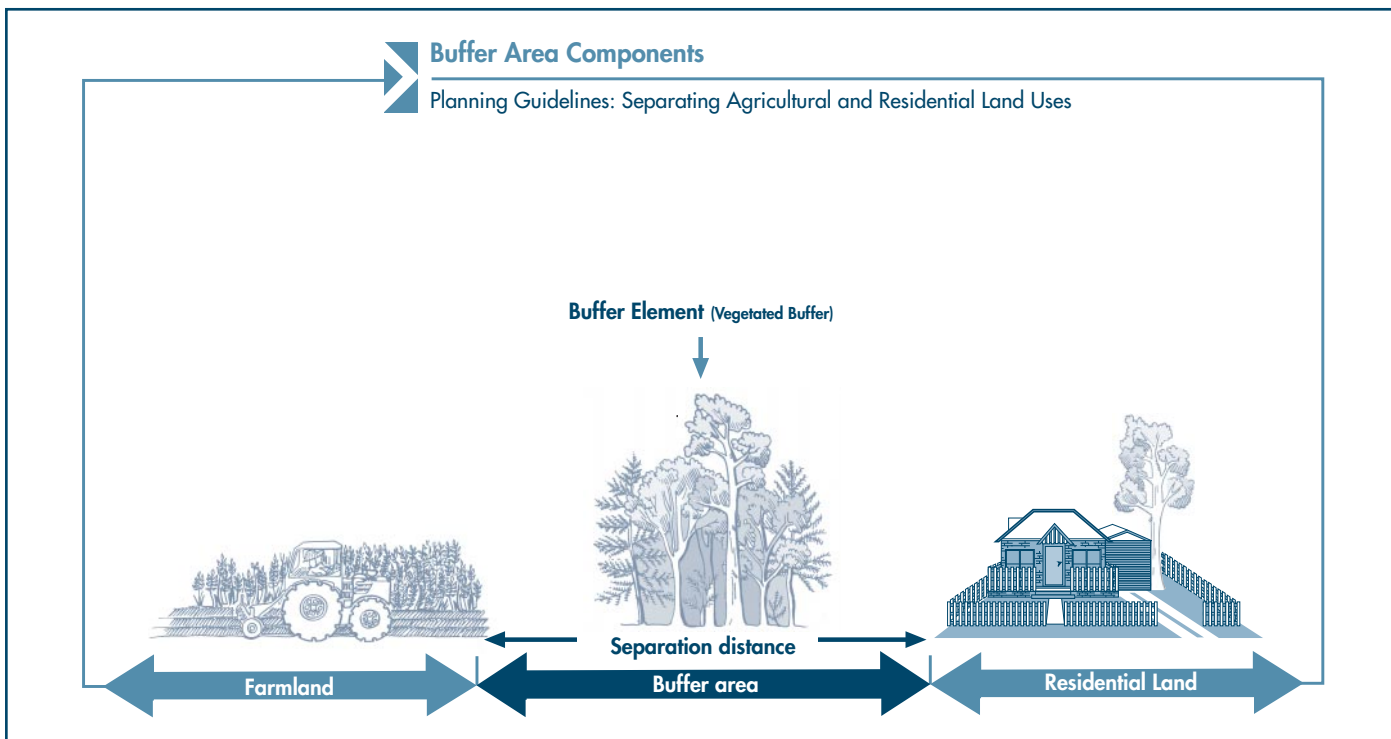 Buffer Area Components
Planning Guidelines: Separating Agricultural and Residential Land Uses
Buffer Element (Vegetated Buffer)
Separation distance
Farmland
Buffer area
Residential Land